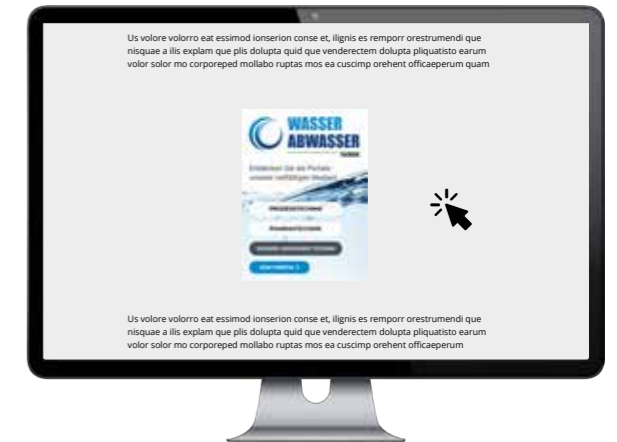 Us volore volorro eat essimod ionserion conse et, ilignis es remporr orestrumendi que
nisquae a ilis explam que plis dolupta quid que venderectem dolupta pliquatisto earum
volor solor mo corporeped mollabo ruptas mos ea cuscimp orehent officaeperum quam
WASSER
ABWASSER
Entdecken Sie die Portale
unserer vielfältigen Medien!
Us volore volorro eat essimod ionserion conse et, ilignis es remporr orestrumendi que
nisquae a ilis explam que plis dolupta quid que venderectem dolupta pliquatisto earum
volor solor mo corporeped mollabo ruptas mos ea cuscimp orehent officaeperum